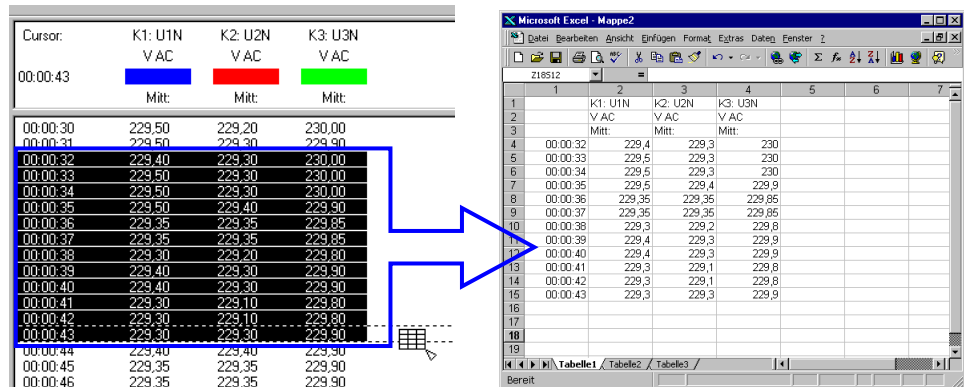 Cursor: K1: U1N K2: U2N K3: U3N
V AC V AC V AC
00:00:43
Mitt: Mitt: Mitt:
00:00:30 229,50 229,20 230,00
00:00:31 229,50 229,30 229,90
00:00:32 229,40 229,30 230,00
00:00:33 229,50 229,30 230,00
00:00:34 229,50 229,30 230,00
00:00:35 229,50 229,40 229,90
00:00:36 229,35 229,35 229,85
00:00:37 229,35 229,35 229,85
00:00:38 229,30 229,20 229,80
00:00:39 229,40 229,30 229,90
00:00:40 229,40 229,30 229,90
00:00:41 229,30 229,10 229,80
00:00:42 229,30 229,10 229,80
00:00:43 229,30 229,30 229,90
00:00:44 229,40 229,40 229,90
00:00:45 229,35 229,35 229,90
00:00:46 229,35 229,35 229,90
Microsoft Excel - Mappe2
Datei Bearbeiten Ansicht Einfügen Format Extras Daten Fenster ?
Z18S12 =
1 2 3 4 5 6 7
1 K1: U1N K2: U2N K3: U3N
2 V AC V AC V AC
3 Mitt: Mitt: Mitt:
4 00:00:32 229,4 229,3 230
5 00:00:33 229,5 229,3 230
6 00:00:34 229,5 229,3 230
7 00:00:35 229,5 229,4 229,9
8 00:00:36 229,35 229,35 229,85
9 00:00:37 229,35 229,35 229,85
10 00:00:38 229,3 229,2 229,8
11 00:00:39 229,4 229,3 229,9
12 00:00:40 229,4 229,3 229,9
13 00:00:41 229,3 229,1 229,8
14 00:00:42 229,3 229,1 229,8
15 00:00:43 229,3 229,3 229,9
16
17
18
19
Tabelle1 Tabelle2 Tabelle3
Bereit